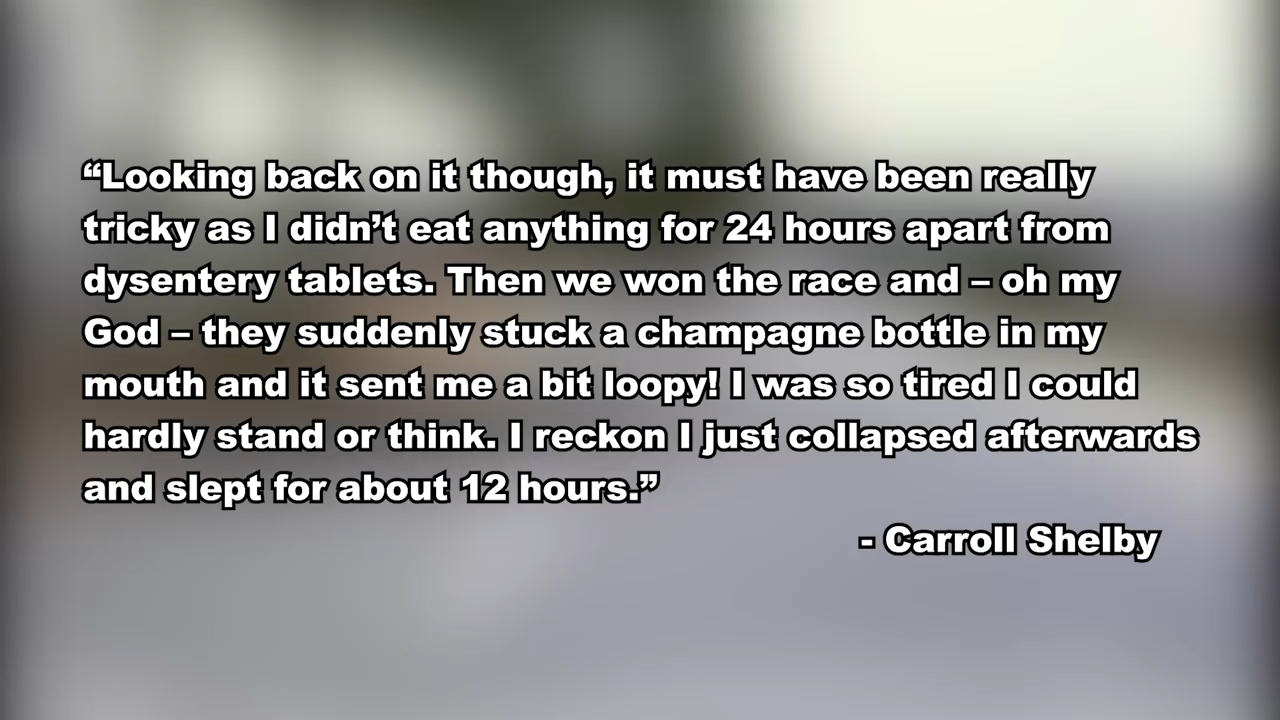 “Looking back on it though, it must have been really
tricky as I didn’t eat anything for 24 hours apart from
dysentery tablets. Then we won the race and – oh my
God – they suddenly stuck a champagne bottle in my
mouth and it sent me a bit loopy! I was so tired I could
hardly stand or think. I reckon I just collapsed afterwards
and slept for about 12 hours.”
- Carroll Shelby